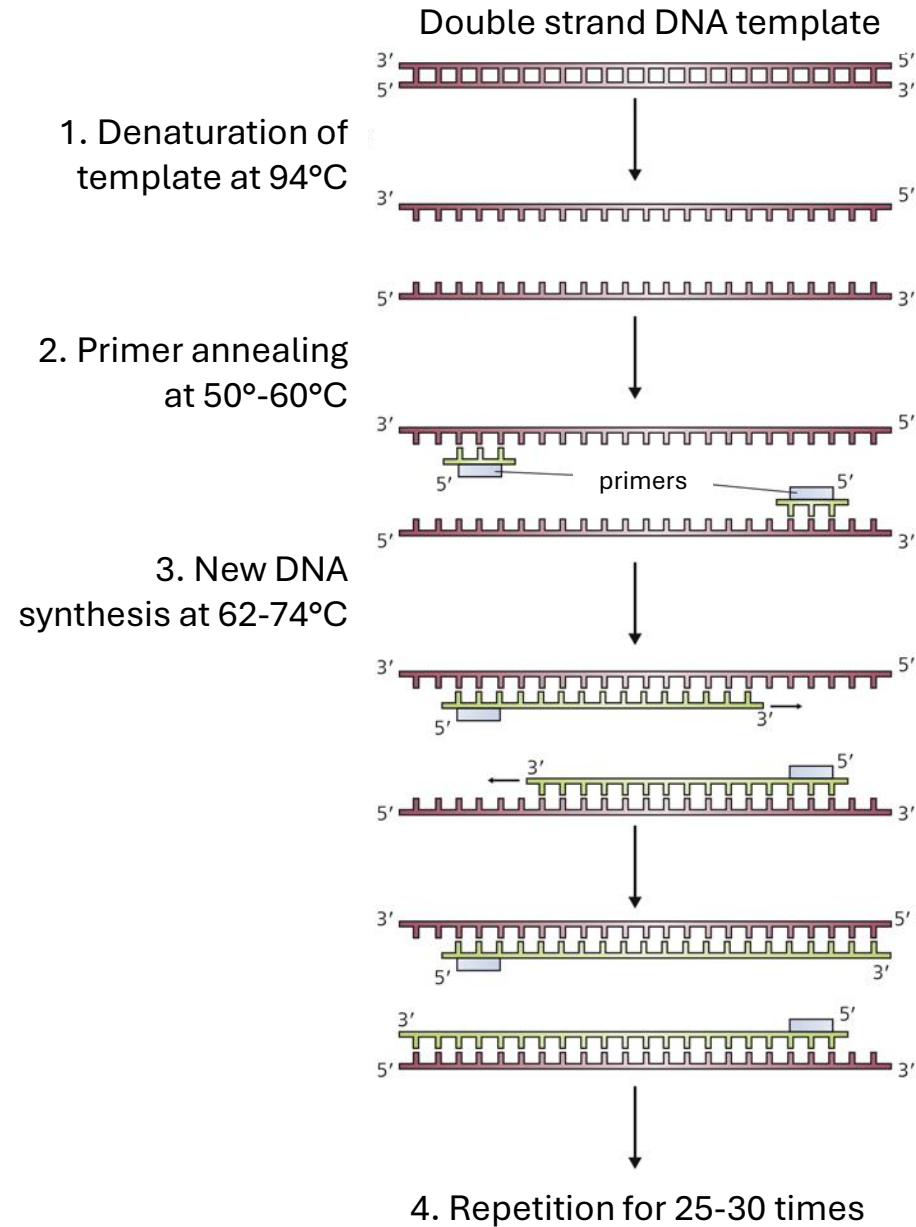 Double strand DNA template
3′ 5′
5′ 3′
1. Denaturation of
template at 94°C
3′ 5′
5′ 3′
2. Primer annealing
at 50°-60°C
3′ 5′
5′ primers 5′
5′ 3′
3. New DNA
synthesis at 62-74°C
3′ 5′
5′ 3′
3′ 5′
5′ 3′
3′ 5′
5′ 3′
3′ 5′
5′ 3′
4. Repetition for 25-30 times